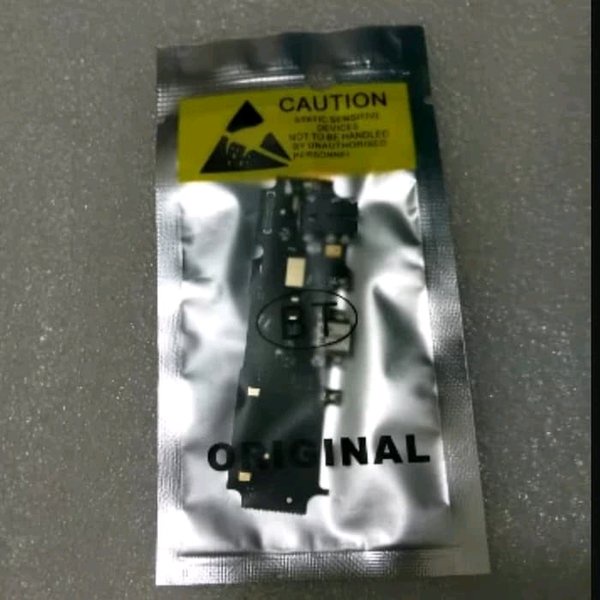 CAUTION
STATIC SENSITIVE
DEVICES
NOT TO BE HANDLED
BY UNAUTHORISED
PERSONNEL
BT
ORIGINAL